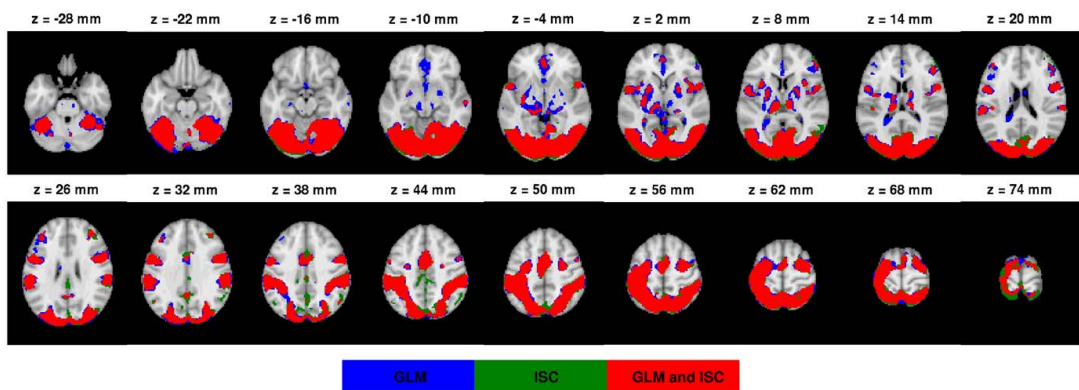 z = -28 mm z = -22 mm z = -16 mm z = -10 mm z = -4 mm z = 2 mm z = 8 mm z = 14 mm z = 20 mm
z = 26 mm z = 32 mm z = 38 mm z = 44 mm z = 50 mm z = 56 mm z = 62 mm z = 68 mm z = 74 mm
GLM ISC GLM and ISC